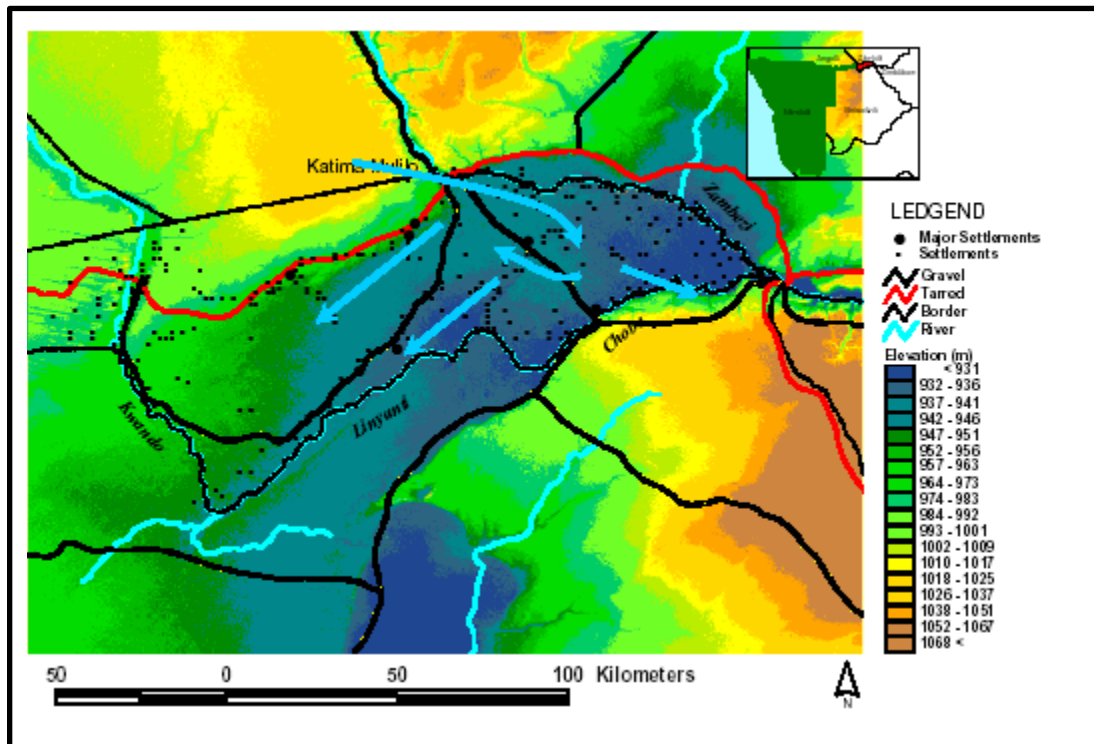 Katima Mulilo
Zambezi
Chobe
Linyanti
Kwando
LEDGEND
Major Settlements
Settlements
Gravel
Tarred
Border
River
Elevation (m)
< 931
932 - 936
937 - 941
942 - 946
947 - 951
952 - 956
957 - 963
964 - 973
974 - 983
984 - 992
993 - 1001
1002 - 1009
1010 - 1017
1018 - 1025
1026 - 1037
1038 - 1051
1052 - 1067
1068 <
50 0 50 100 Kilometers
N